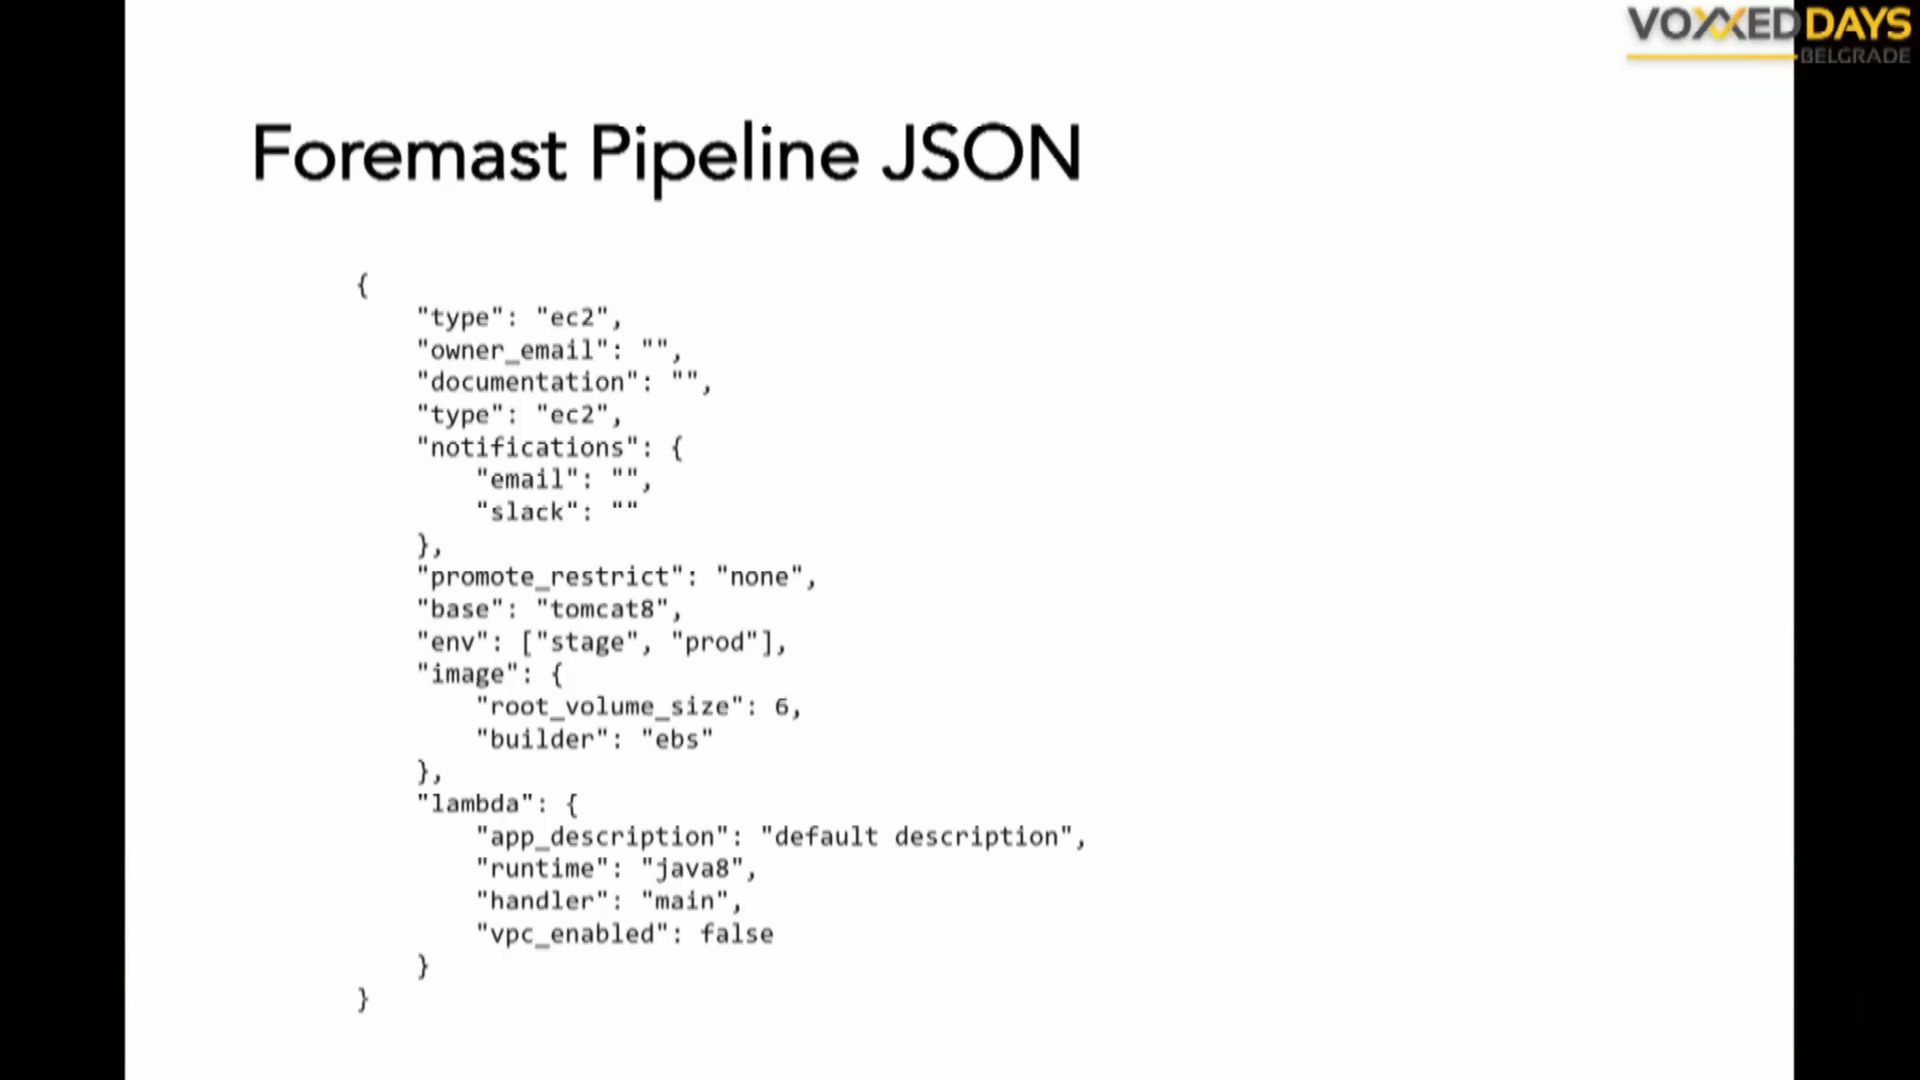 VOXXED DAYS
BELGRADE
Foremast Pipeline JSON
{
    "type": "ec2",
    "owner_email": "",
    "documentation": "",
    "type": "ec2",
    "notifications": {
        "email": "",
        "slack": ""
    },
    "promote_restrict": "none",
    "base": "tomcat8",
    "env": ["stage", "prod"],
    "image": {
        "root_volume_size": 6,
        "builder": "ebs"
    },
    "lambda": {
        "app_description": "default description",
        "runtime": "java8",
        "handler": "main",
        "vpc_enabled": false
    }
}